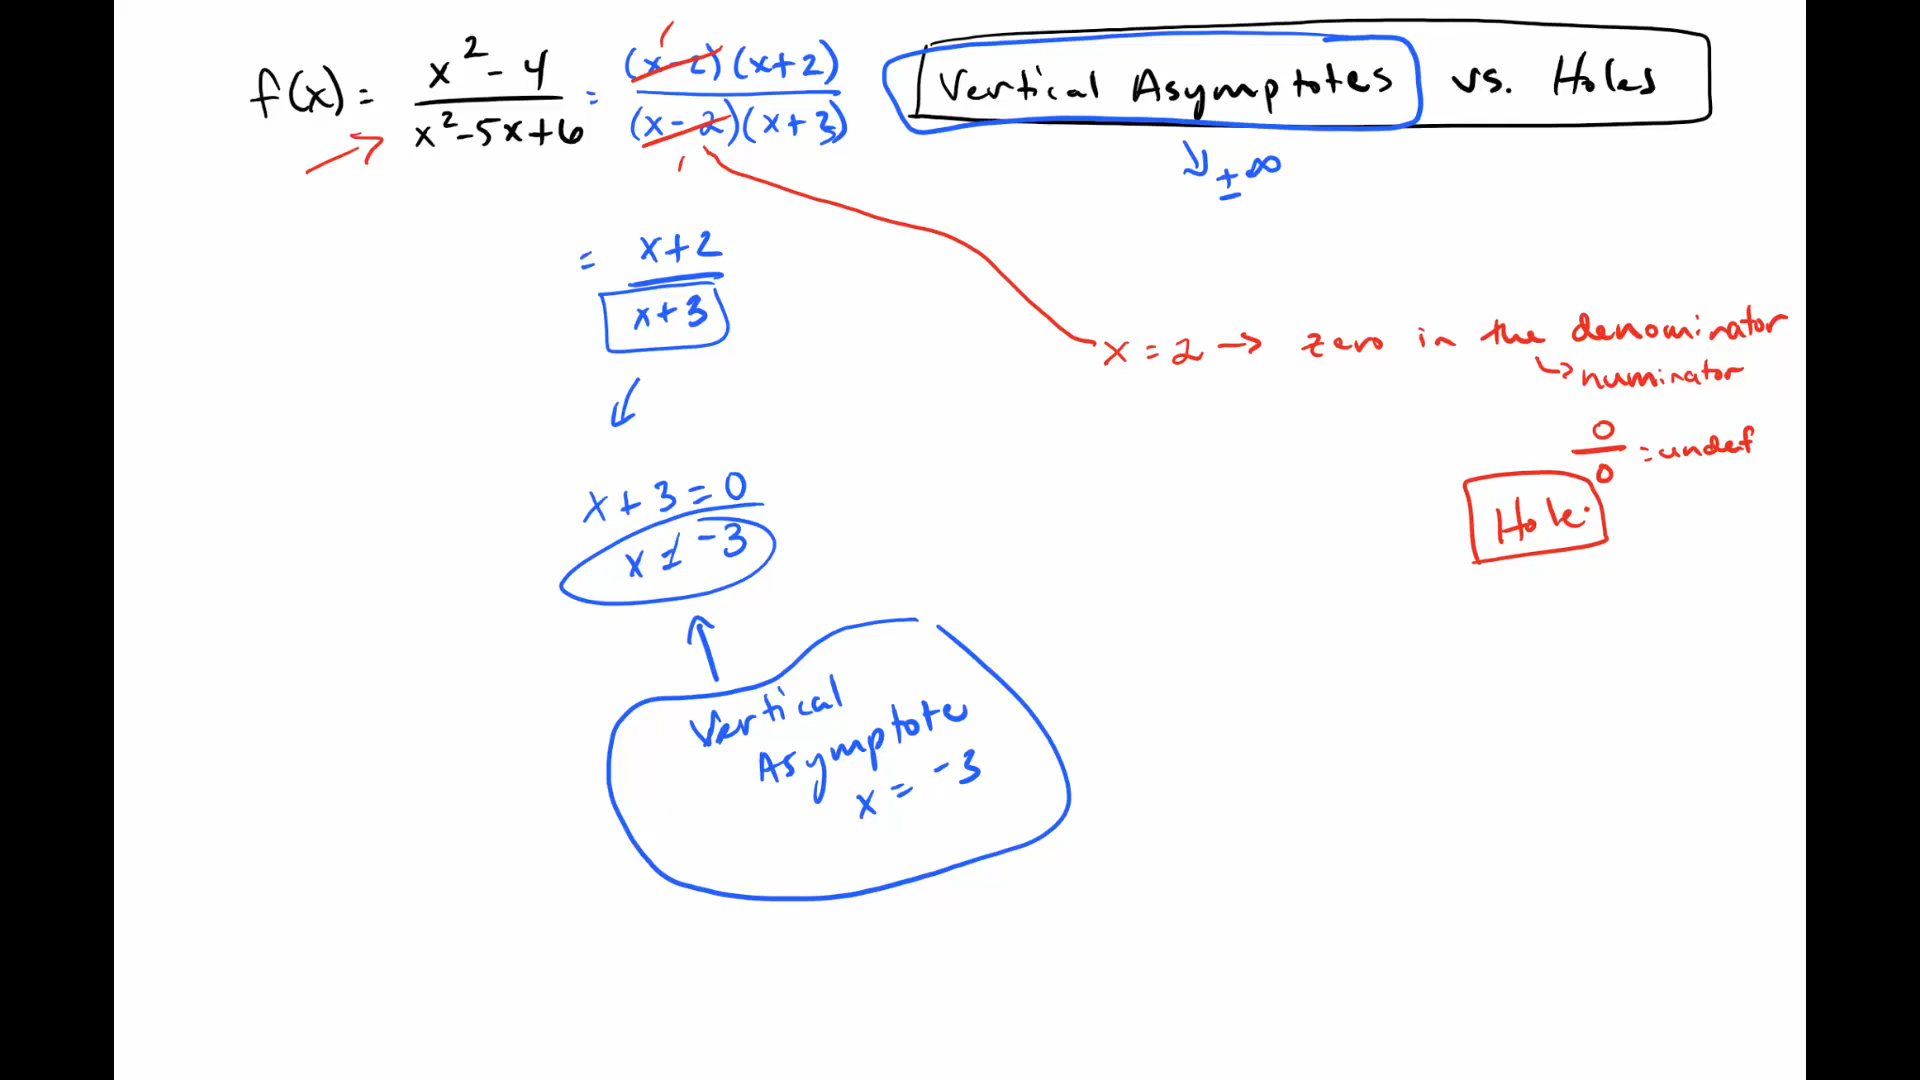 f(x) = x² - 4 / x² - 5x + 6 = (x - 2)(x + 2) / (x - 2)(x + 3)
Vertical Asymptotes vs. Holes
± ∞
= x + 2 / x + 3
x = 2 → zero in the denominator
numinator
0 / 0 = undef
Hole.
x + 3 = 0
x ≠ -3
Vertical
Asymptote
x = -3